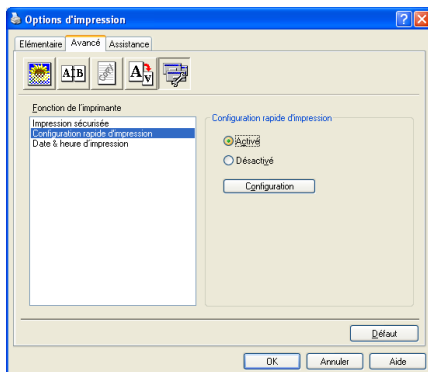 Options d'impression
Elémentaire Avancé Assistance
A|B A v
Fonction de l'imprimante
Impression sécurisée
Configuration rapide d'impression
Date & heure d'impression
Configuration rapide d'impression
Activé
Désactivé
Configuration
Défaut
OK Annuler Aide